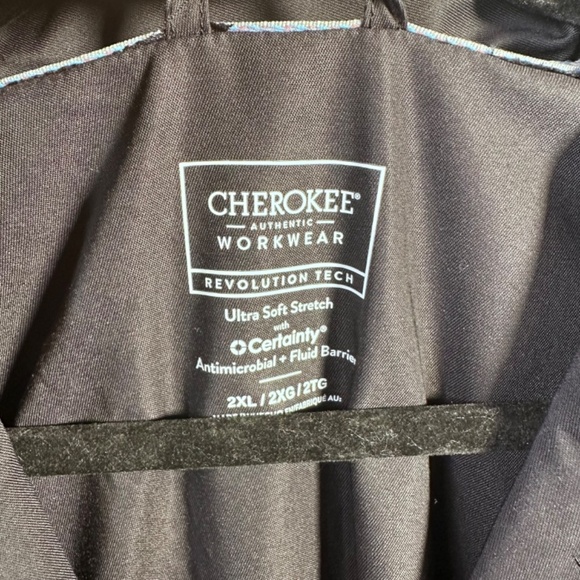 CHEROKEE®
AUTHENTIC
WORKWEAR
REVOLUTION TECH
Ultra Soft Stretch
with
Certainty®
Antimicrobial + Fluid Barrier
2XL / 2XG / 2TG